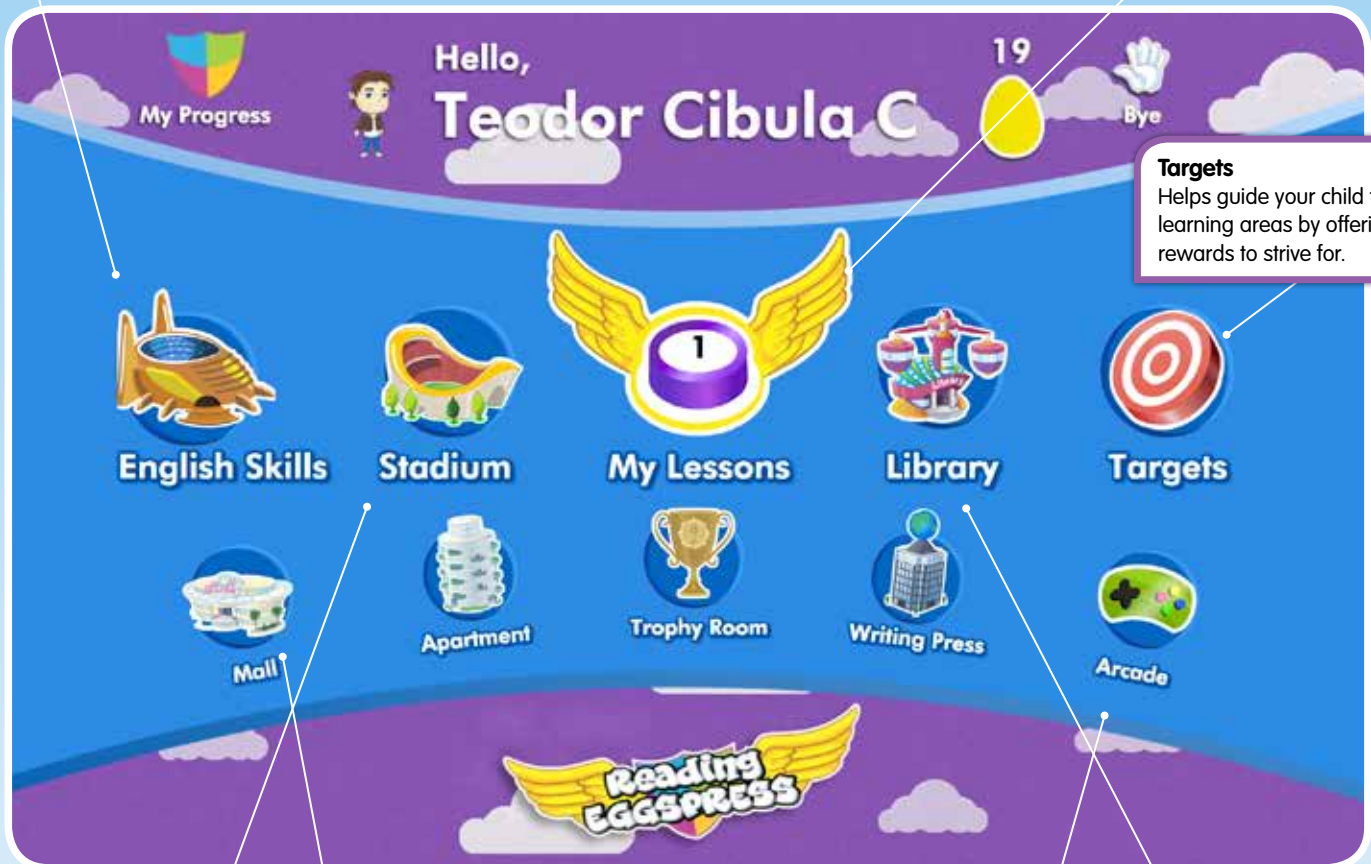 My Progress
Hello,
Teodor Cibula C
19
Bye
Targets
Helps guide your child
learning areas by offeri
rewards to strive for.
1
Library
English Skills
Stadium
My Lessons
Library
Targets
Mall
Apartment
Trophy Room
Writing Press
Arcade
Reading
EGGSPRESS